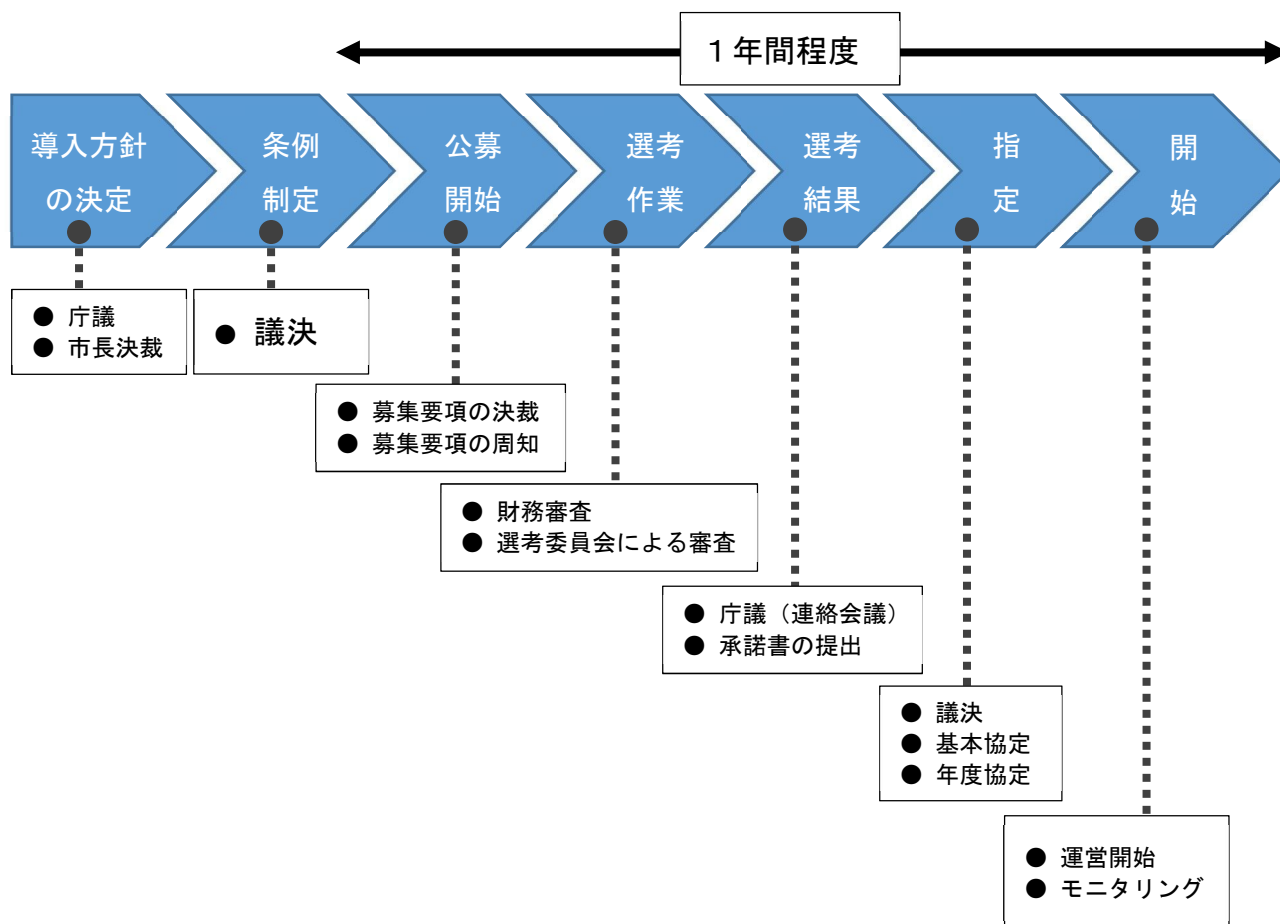 １年間程度
導入方針
の決定
条例
制定
公募
開始
選考
作業
選考
結果
指
定
開
始
● 庁議
● 市長決裁
● 議決
● 募集要項の決裁
● 募集要項の周知
● 財務審査
● 選考委員会による審査
● 庁議（連絡会議）
● 承諾書の提出
● 議決
● 基本協定
● 年度協定
● 運営開始
● モニタリング